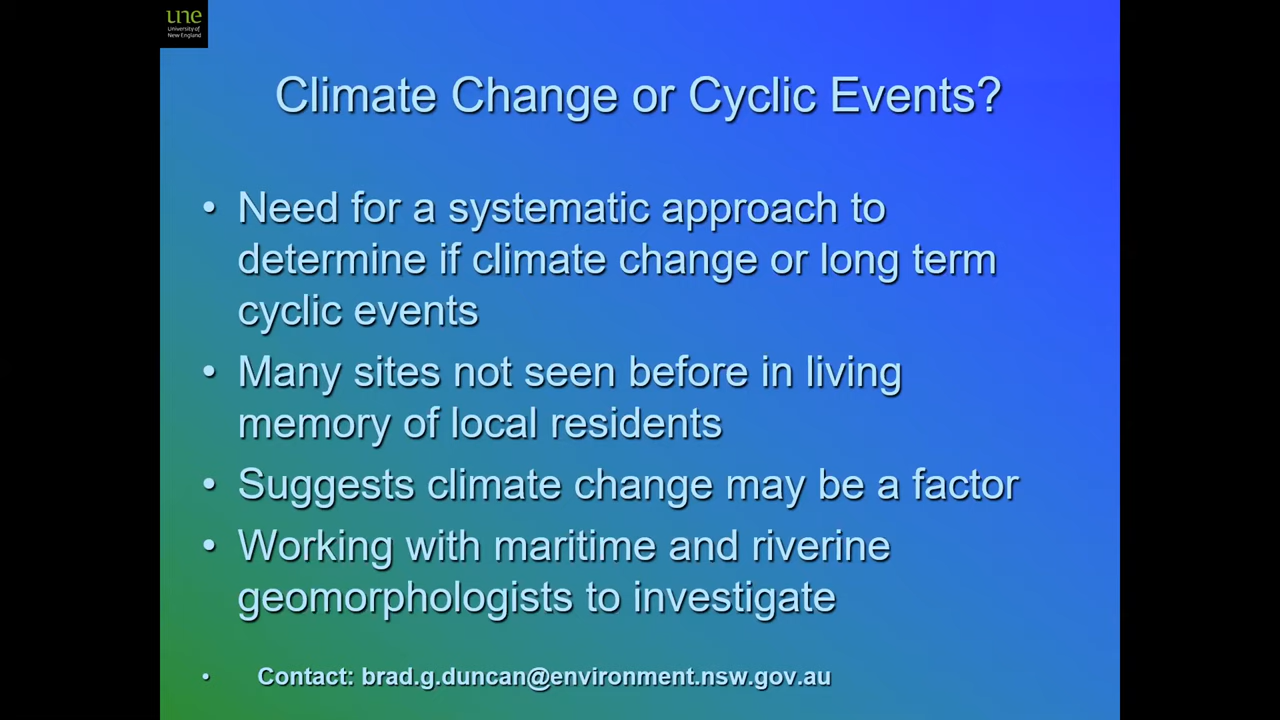 une
University of
New England
Climate Change or Cyclic Events?
• Need for a systematic approach to
determine if climate change or long term
cyclic events
• Many sites not seen before in living
memory of local residents
• Suggests climate change may be a factor
• Working with maritime and riverine
geomorphologists to investigate
• Contact: brad.g.duncan@environment.nsw.gov.au